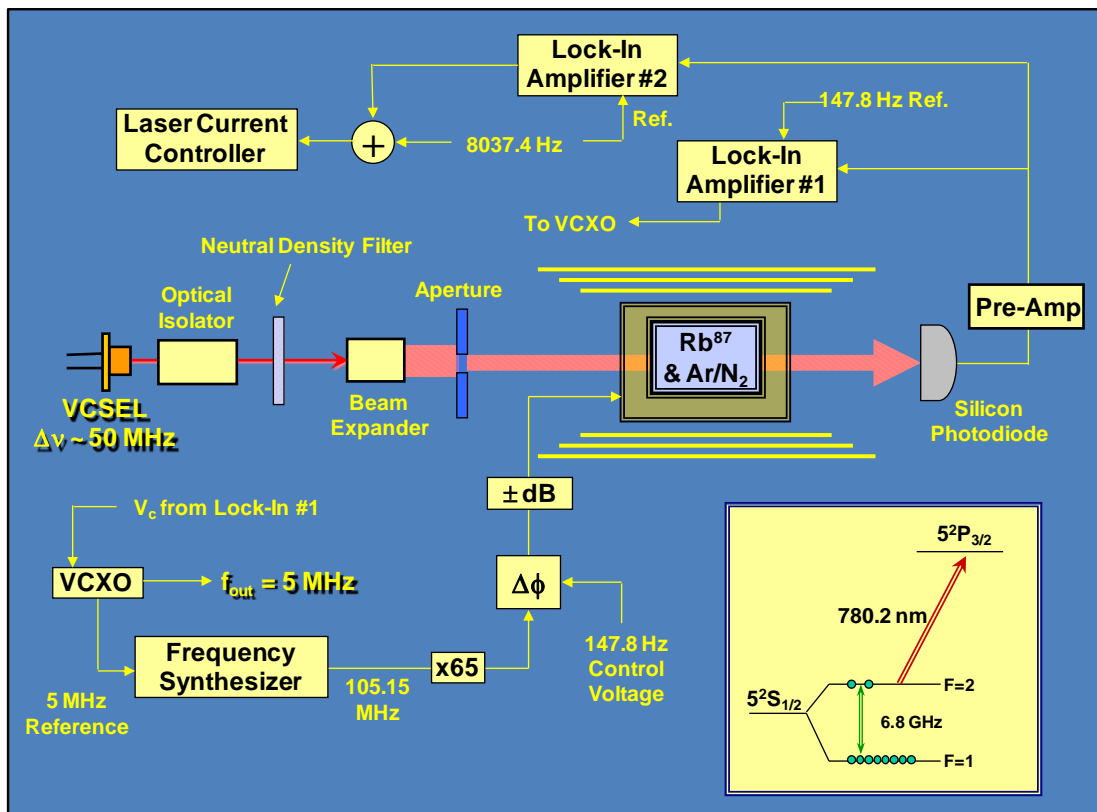 Lock-In
Amplifier #2
147.8 Hz Ref.
Ref.
Laser Current
Controller
+
8037.4 Hz
Lock-In
Amplifier #1
To VCXO
Neutral Density Filter
Optical
Isolator
Aperture
Pre-Amp
Rb⁸⁷
& Ar/N₂
VCSEL
Δν ~ 50 MHz
Beam
Expander
Silicon
Photodiode
± dB
V꜀ from Lock-In #1
VCXO
fₒᵤₜ = 5 MHz
Δϕ
147.8 Hz
Control
Voltage
Frequency
Synthesizer
x65
5 MHz
Reference
105.15
MHz
5²P₃/₂
780.2 nm
5²S₁/₂
F=2
6.8 GHz
F=1